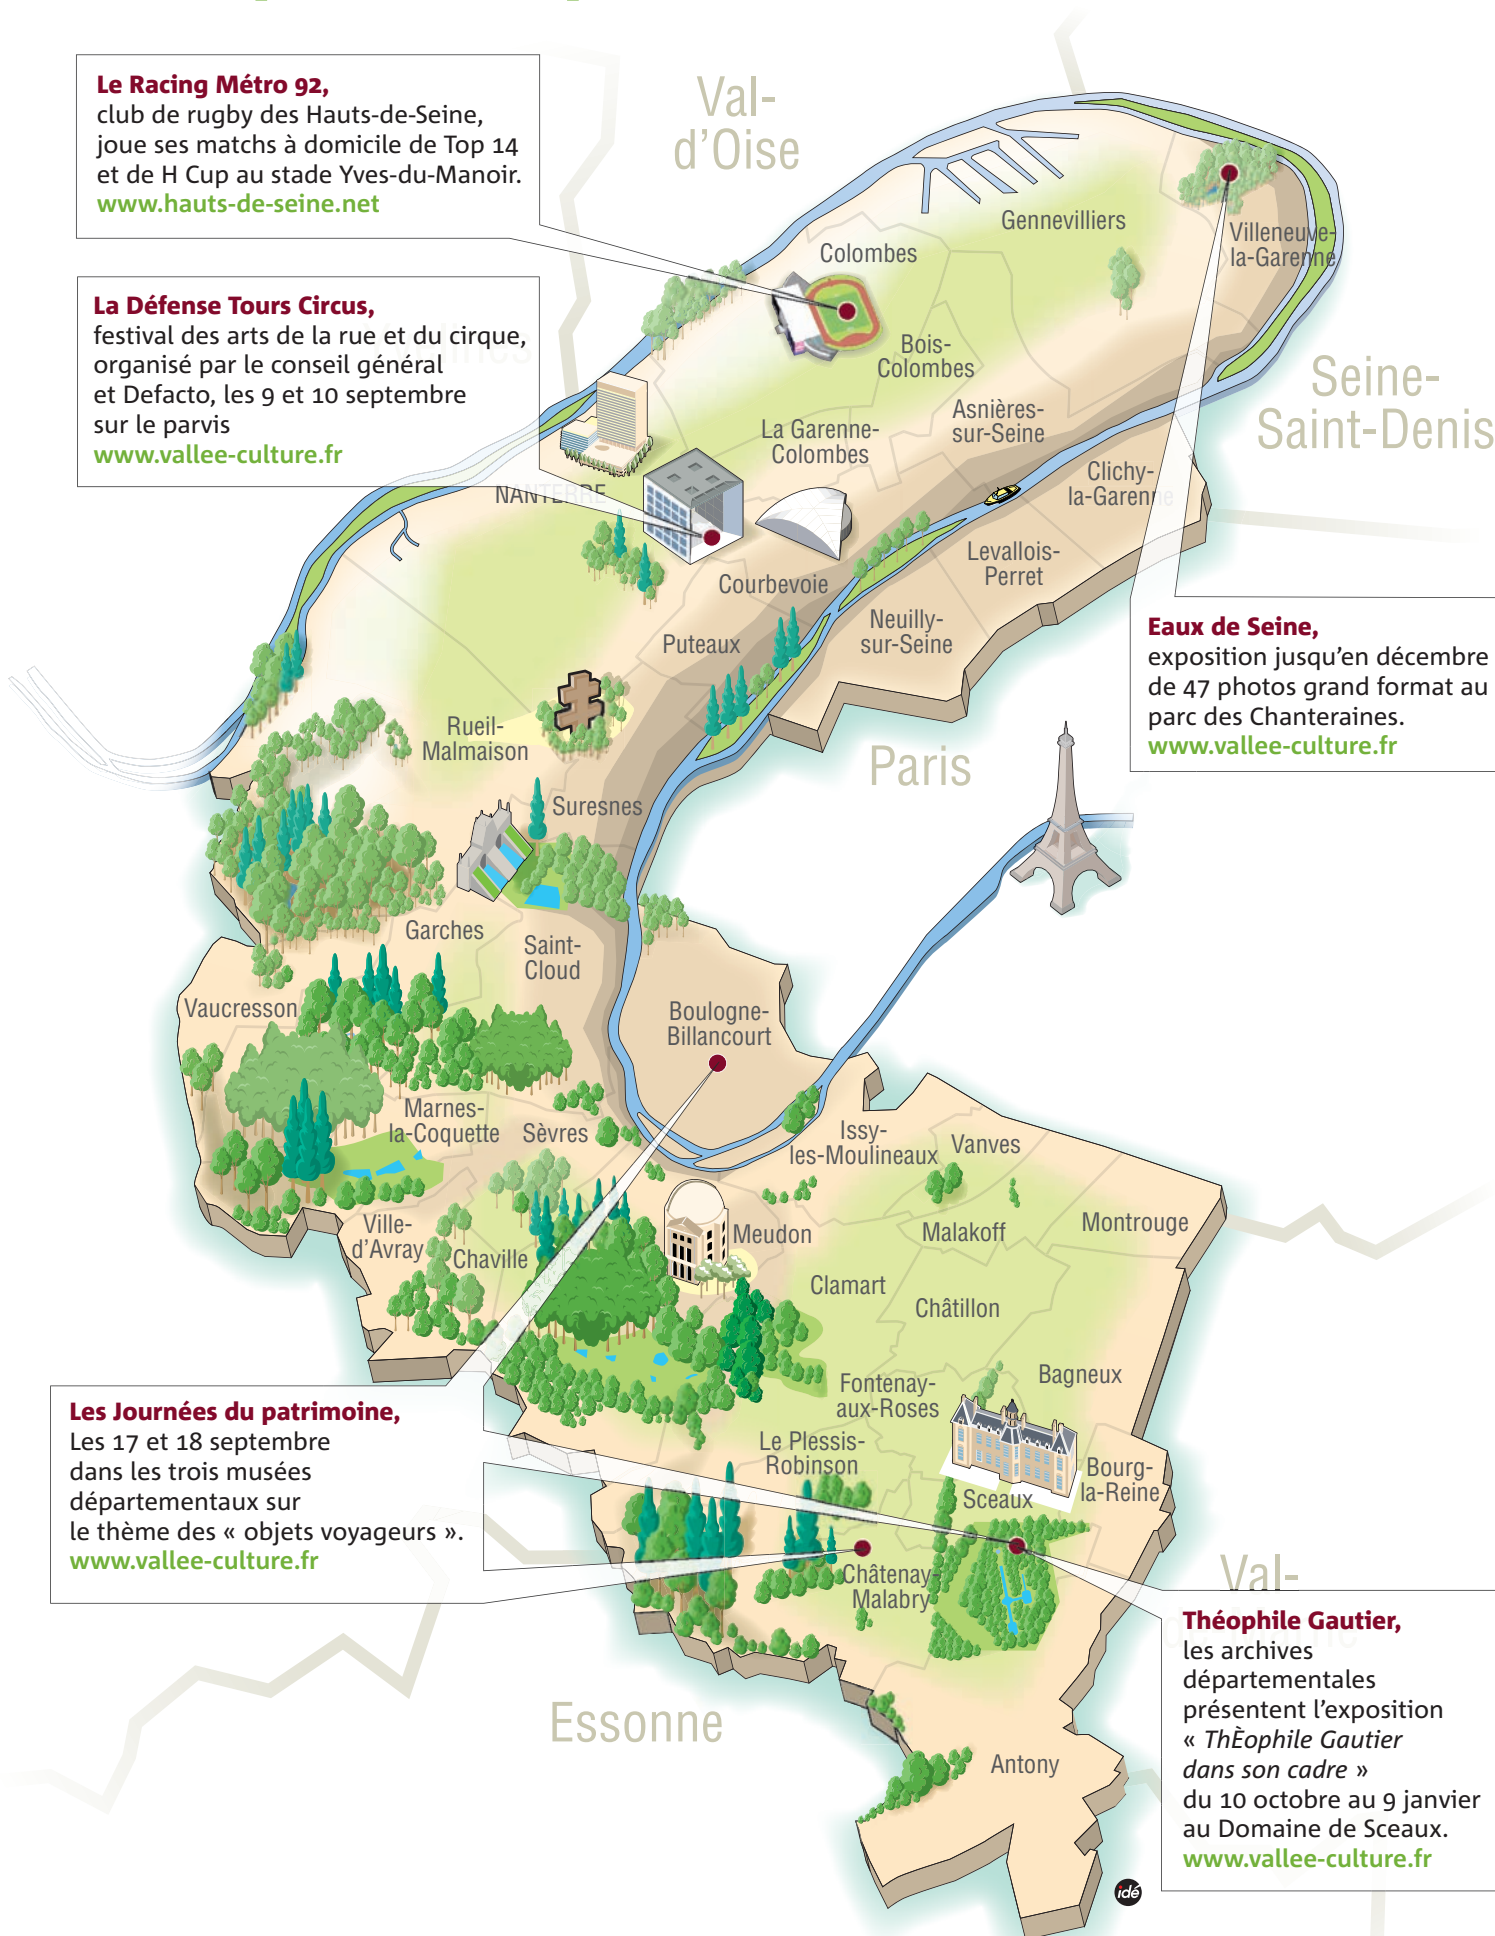 Le Racing Métro 92,
club de rugby des Hauts-de-Seine,
joue ses matchs à domicile de Top 14
et de H Cup au stade Yves-du-Manoir.
www.hauts-de-seine.net
La Défense Tours Circus,
festival des arts de la rue et du cirque,
organisé par le conseil général
et Defacto, les 9 et 10 septembre
sur le parvis
www.vallee-culture.fr
Val-
d'Oise
Gennevilliers
Villeneuve-
la-Garenne
Colombes
Bois-
Colombes
Seine-
Saint-Denis
Asnières-
sur-Seine
La Garenne-
Colombes
Clichy-
la-Garenne
NANTERRE
Levallois-
Perret
Courbevoie
Neuilly-
sur-Seine
Puteaux
Eaux de Seine,
exposition jusqu'en décembre
de 47 photos grand format au
parc des Chanteraines.
www.vallee-culture.fr
Rueil-
Malmaison
Paris
Suresnes
Garches
Saint-
Cloud
Vaucresson
Boulogne-
Billancourt
Marnes-
la-Coquette
Sèvres
Issy-
les-Moulineaux
Vanves
Ville-
d'Avray
Chaville
Meudon
Malakoff
Montrouge
Clamart
Châtillon
Bagneux
Fontenay-
aux-Roses
Le Plessis-
Robinson
Bourg-
la-Reine
Sceaux
Châtenay-
Malabry
Les Journées du patrimoine,
Les 17 et 18 septembre
dans les trois musées
départementaux sur
le thème des « objets voyageurs ».
www.vallee-culture.fr
Val-
Essonne
Antony
Théophile Gautier,
les archives
départementales
présentent l'exposition
« ThÈophile Gautier
dans son cadre »
du 10 octobre au 9 janvier
au Domaine de Sceaux.
www.vallee-culture.fr
idé